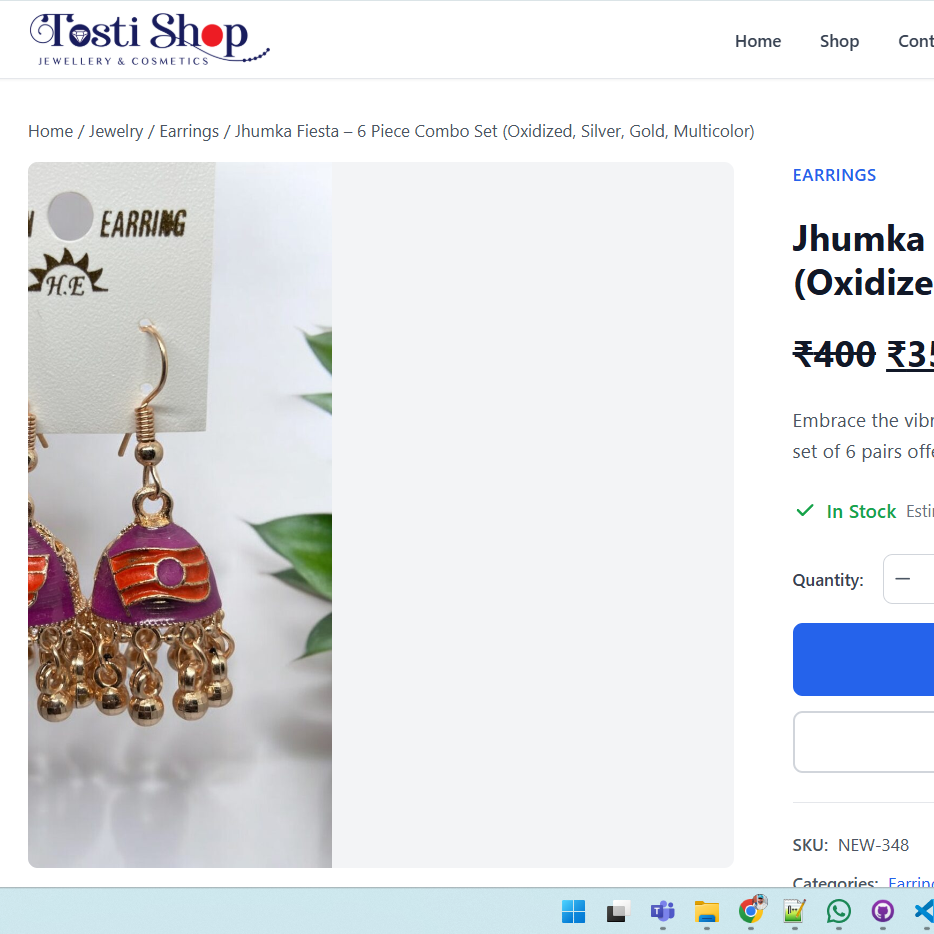 Tosti Shop
JEWELLERY & COSMETICS
Home Shop Cont
Home / Jewelry / Earrings / Jhumka Fiesta – 6 Piece Combo Set (Oxidized, Silver, Gold, Multicolor)
EARRING
H.E
EARRINGS
Jhumka
(Oxidize
₹400 ₹35
Embrace the vibr
set of 6 pairs offe
In Stock Estin
Quantity:
SKU: NEW-348
Categories: Earring